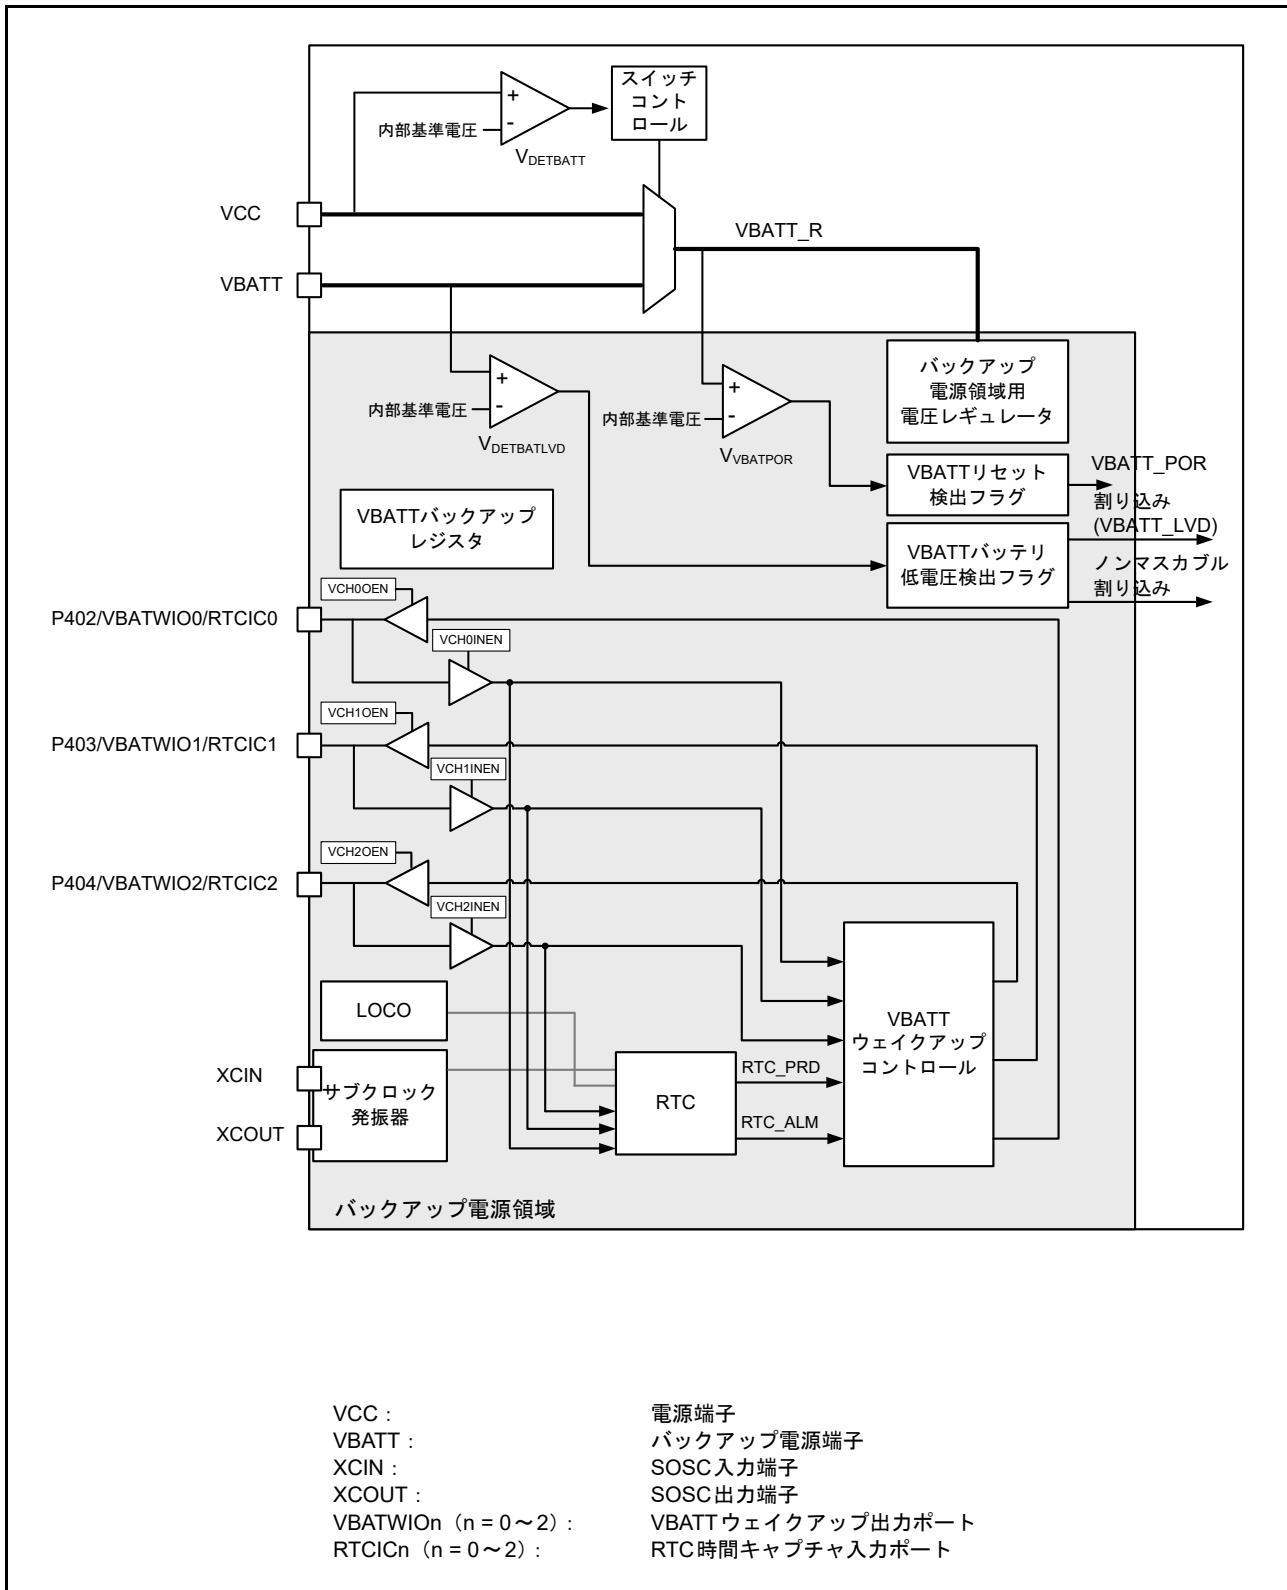 スイッチ
コント
ロール
内部基準電圧
+
-
VDETBATT
VCC
VBATT_R
VBATT
バックアップ
電源領域用
電圧レギュレータ
+
-
内部基準電圧
VDETBATLVD
+
-
内部基準電圧
VVBATPOR
VBATTリセット
検出フラグ
VBATT_POR
VBATTバックアップ
レジスタ
割り込み
(VBATT_LVD)
VBATTバッテリ
低電圧検出フラグ
ノンマスカブル
割り込み
VCH0OEN
P402/VBATWIO0/RTCIC0
VCH0INEN
VCH1OEN
P403/VBATWIO1/RTCIC1
VCH1INEN
VCH2OEN
P404/VBATWIO2/RTCIC2
VCH2INEN
LOCO
VBATT
ウェイクアップ
コントロール
XCIN
サブクロック
発振器
XCOUT
RTC
RTC_PRD
RTC_ALM
バックアップ電源領域
VCC : 電源端子
VBATT : バックアップ電源端子
XCIN : SOSC入力端子
XCOUT : SOSC出力端子
VBATWIOn（n = 0～2）: VBATTウェイクアップ出力ポート
RTCICn（n = 0～2）: RTC時間キャプチャ入力ポート